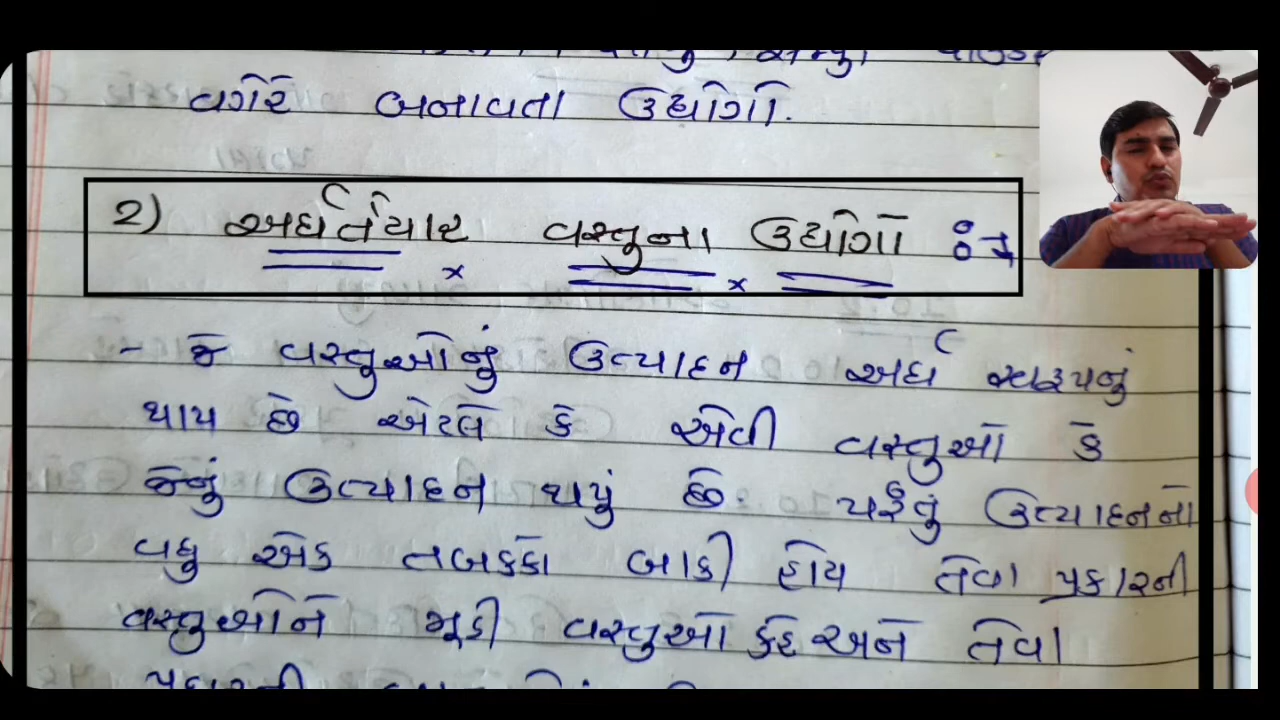 વગેરે બનાવતા ઉદ્યોગો.
2) અર્ધતૈયાર વસ્તુના ઉદ્યોગો :→
- જે વસ્તુઓનું ઉત્પાદન અર્ધ સ્વરૂપનું
થાય છે એટલે કે એવી વસ્તુઓ કે
જેનું ઉત્પાદન થયું છે પરંતુ ઉત્પાદનનો
વધુ એક તબક્કો બાકી હોય તેવા પ્રકારની
વસ્તુઓને મૂડી વસ્તુઓ કહે અને તેવા